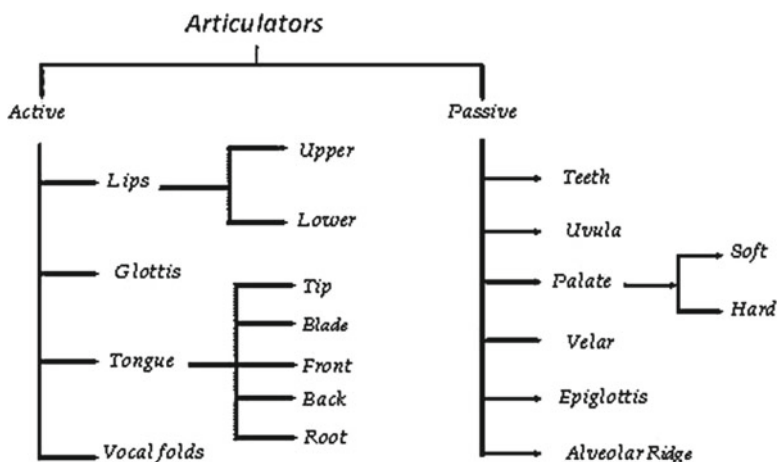 Articulators
Active
Passive
Lips
Upper
Lower
Glottis
Tongue
Tip
Blade
Front
Back
Root
Vocal folds
Teeth
Uvula
Palate
Soft
Hard
Velar
Epiglottis
Alveolar Ridge